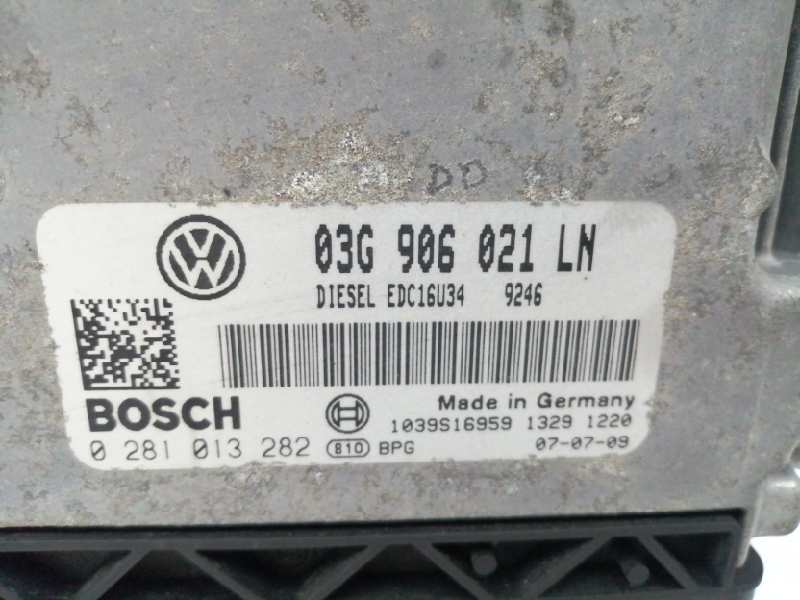 DD
03G 906 021 LN
DIESEL EDC16U34 9246
BOSCH
Made in Germany
1039S16959 1329 1220
0 281 013 282 810 BPG 07-07-09